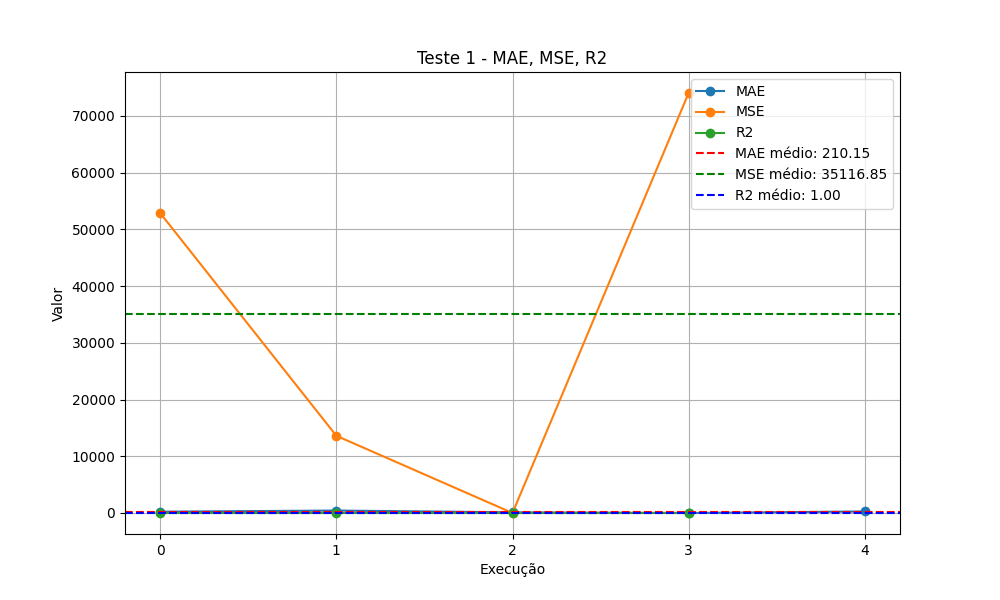 Teste 1 - MAE, MSE, R2
MAE
MSE
R2
MAE médio: 210.15
MSE médio: 35116.85
R2 médio: 1.00
Valor
70000
60000
50000
40000
30000
20000
10000
0
0
1
2
3
4
Execução